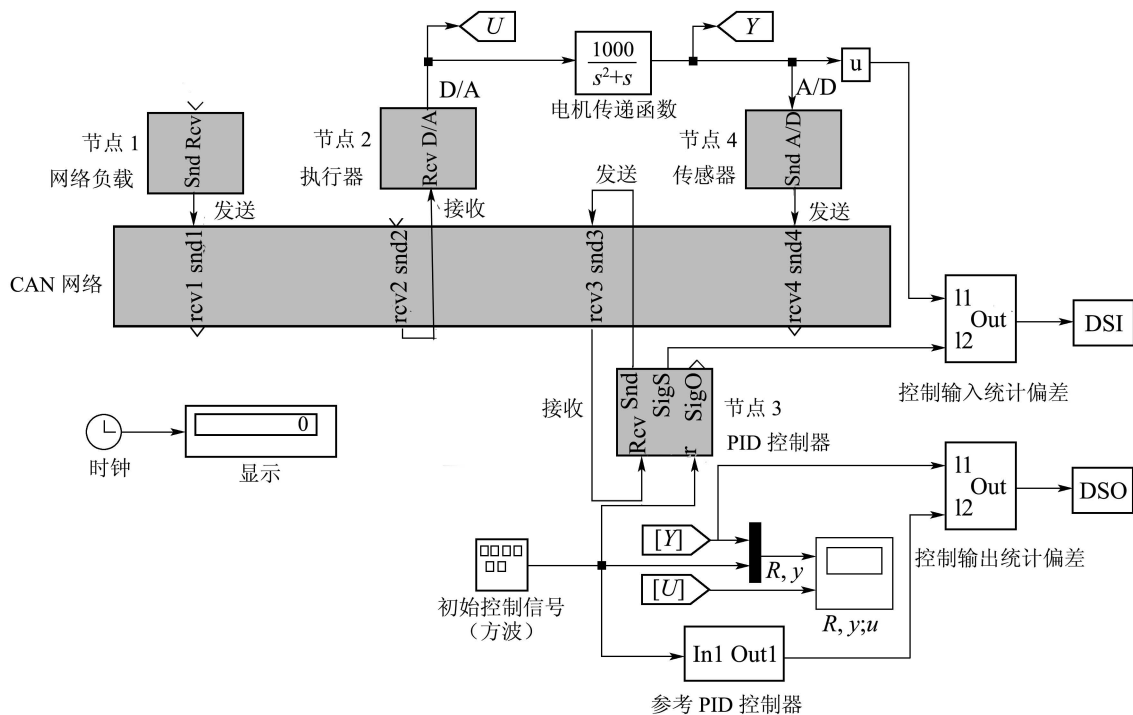 U
Y
1000
s²+s
电机传递函数
u
D/A
A/D
节点 1
网络负载
Snd Rcv
发送
节点 2
执行器
Rcv D/A
接收
发送
节点 4
传感器
Snd A/D
发送
CAN 网络
rcv1 snd1
rcv2 snd2
rcv3 snd3
rcv4 snd4
l1
l2
Out
DSI
控制输入统计偏差
接收
Rcv Snd
SigS
r SigO
节点 3
PID 控制器
时钟
0
显示
l1
l2
Out
DSO
控制输出统计偏差
初始控制信号
（方波）
[Y]
[U]
R, y
R, y;u
In1 Out1
参考 PID 控制器